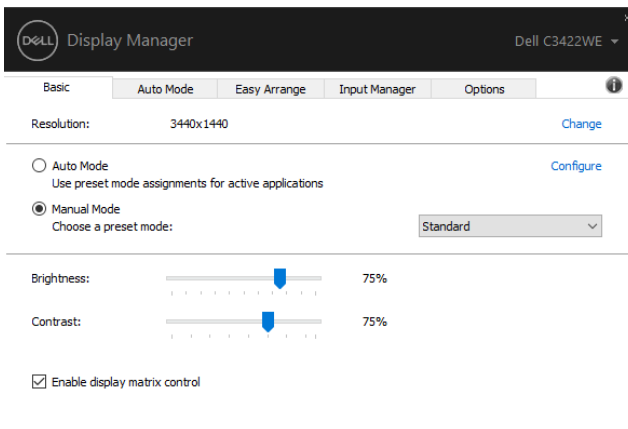 DELL Display Manager Dell C3422WE
Basic Auto Mode Easy Arrange Input Manager Options
Resolution: 3440x1440 Change
Auto Mode Configure
Use preset mode assignments for active applications
Manual Mode
Choose a preset mode: Standard
Brightness: 75%
Contrast: 75%
Enable display matrix control